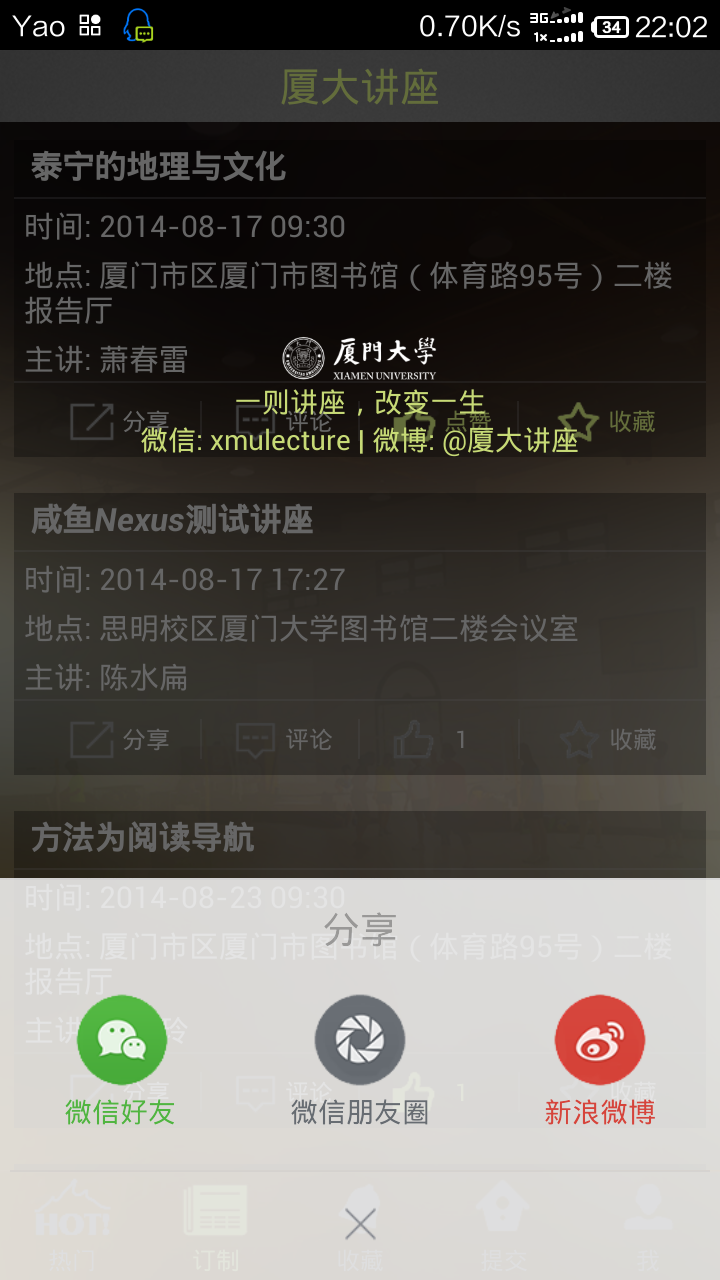 Yao 0.70K/s 3G 1× 34 22:02
厦大讲座
泰宁的地理与文化
时间: 2014-08-17 09:30
地点: 厦门市区厦门市图书馆（体育路95号）二楼
报告厅
主讲: 萧春雷
厦門大學
XIAMEN UNIVERSITY
一则讲座，改变一生
分享 评论 点赞 收藏
微信: xmulecture | 微博: @厦大讲座
咸鱼Nexus测试讲座
时间: 2014-08-17 17:27
地点: 思明校区厦门大学图书馆二楼会议室
主讲: 陈水扁
分享 评论 1 收藏
方法为阅读导航
时间: 2014-08-23 09:30
分享
地点: 厦门市区厦门市图书馆（体育路95号）二楼
报告厅
主讲 玲
分享 评论 1 收藏
微信好友 微信朋友圈 新浪微博
HOT!
热门 订制 收藏 提交 我